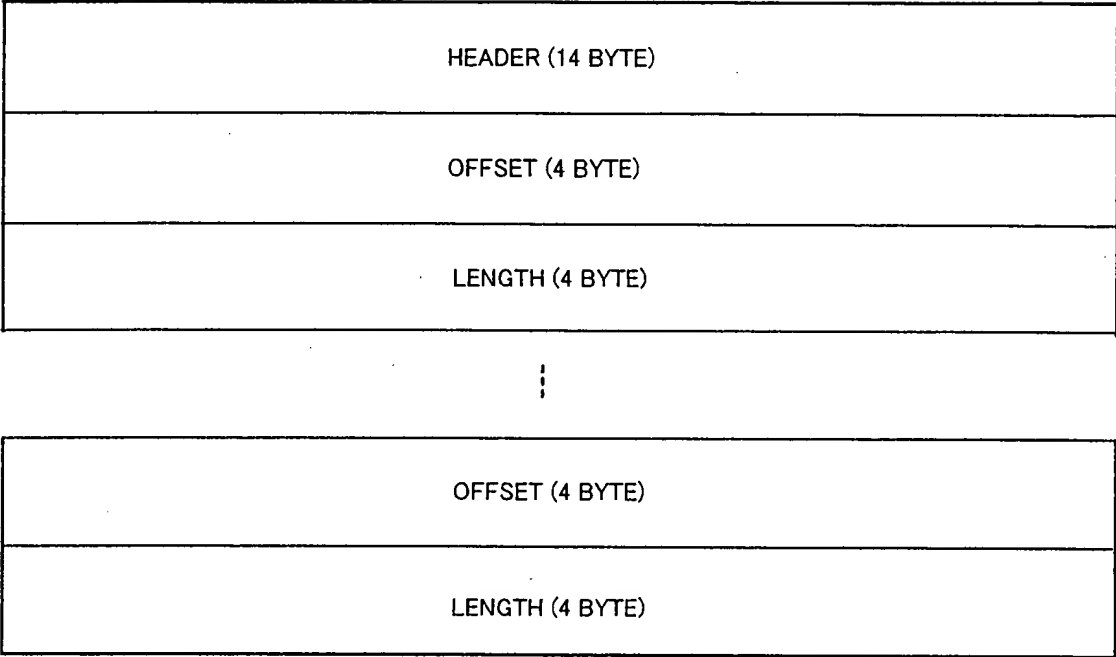 HEADER (14 BYTE)
OFFSET (4 BYTE)
LENGTH (4 BYTE)
OFFSET (4 BYTE)
LENGTH (4 BYTE)